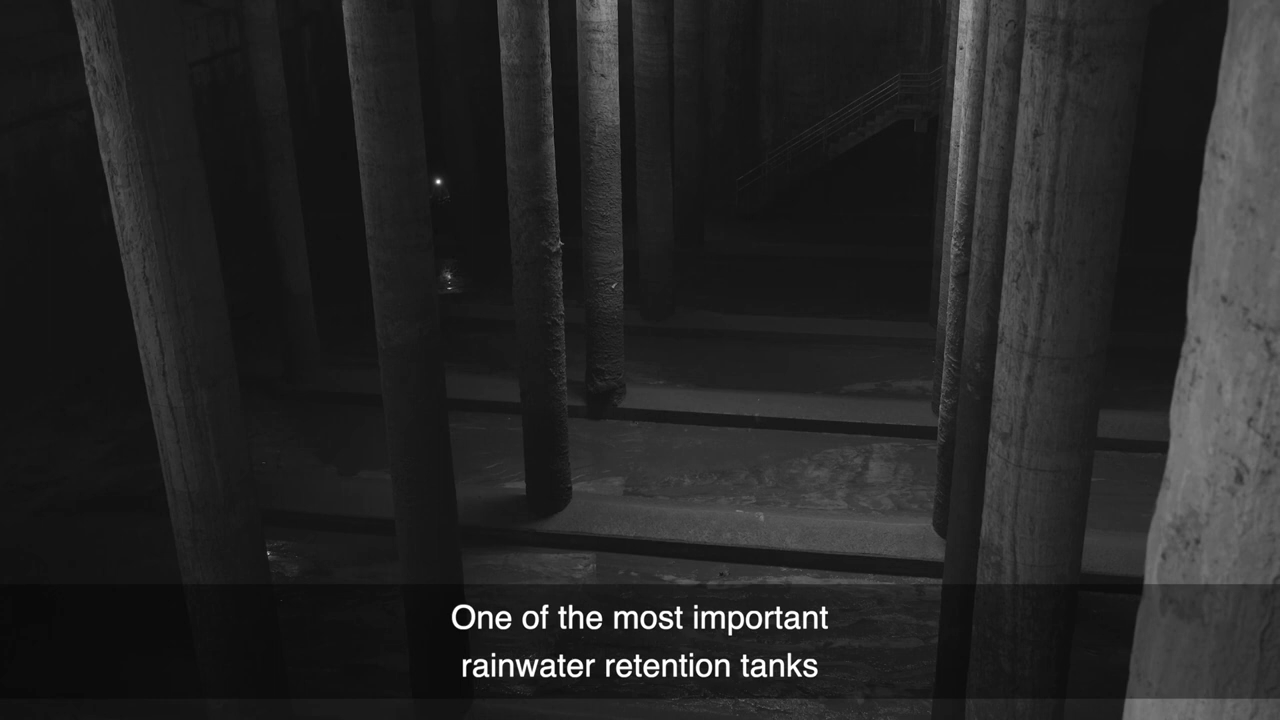 One of the most important
rainwater retention tanks